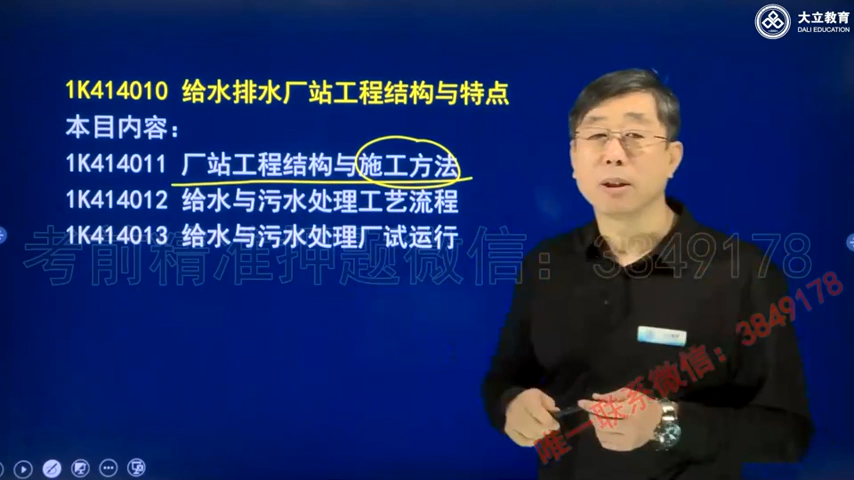 大立教育
DALI EDUCATION
1K414010 给水排水厂站工程结构与特点
本目内容：
1K414011 厂站工程结构与施工方法
1K414012 给水与污水处理工艺流程
1K414013 给水与污水处理厂试运行
考前精准押题微信：3849178
唯一联系微信：3849178